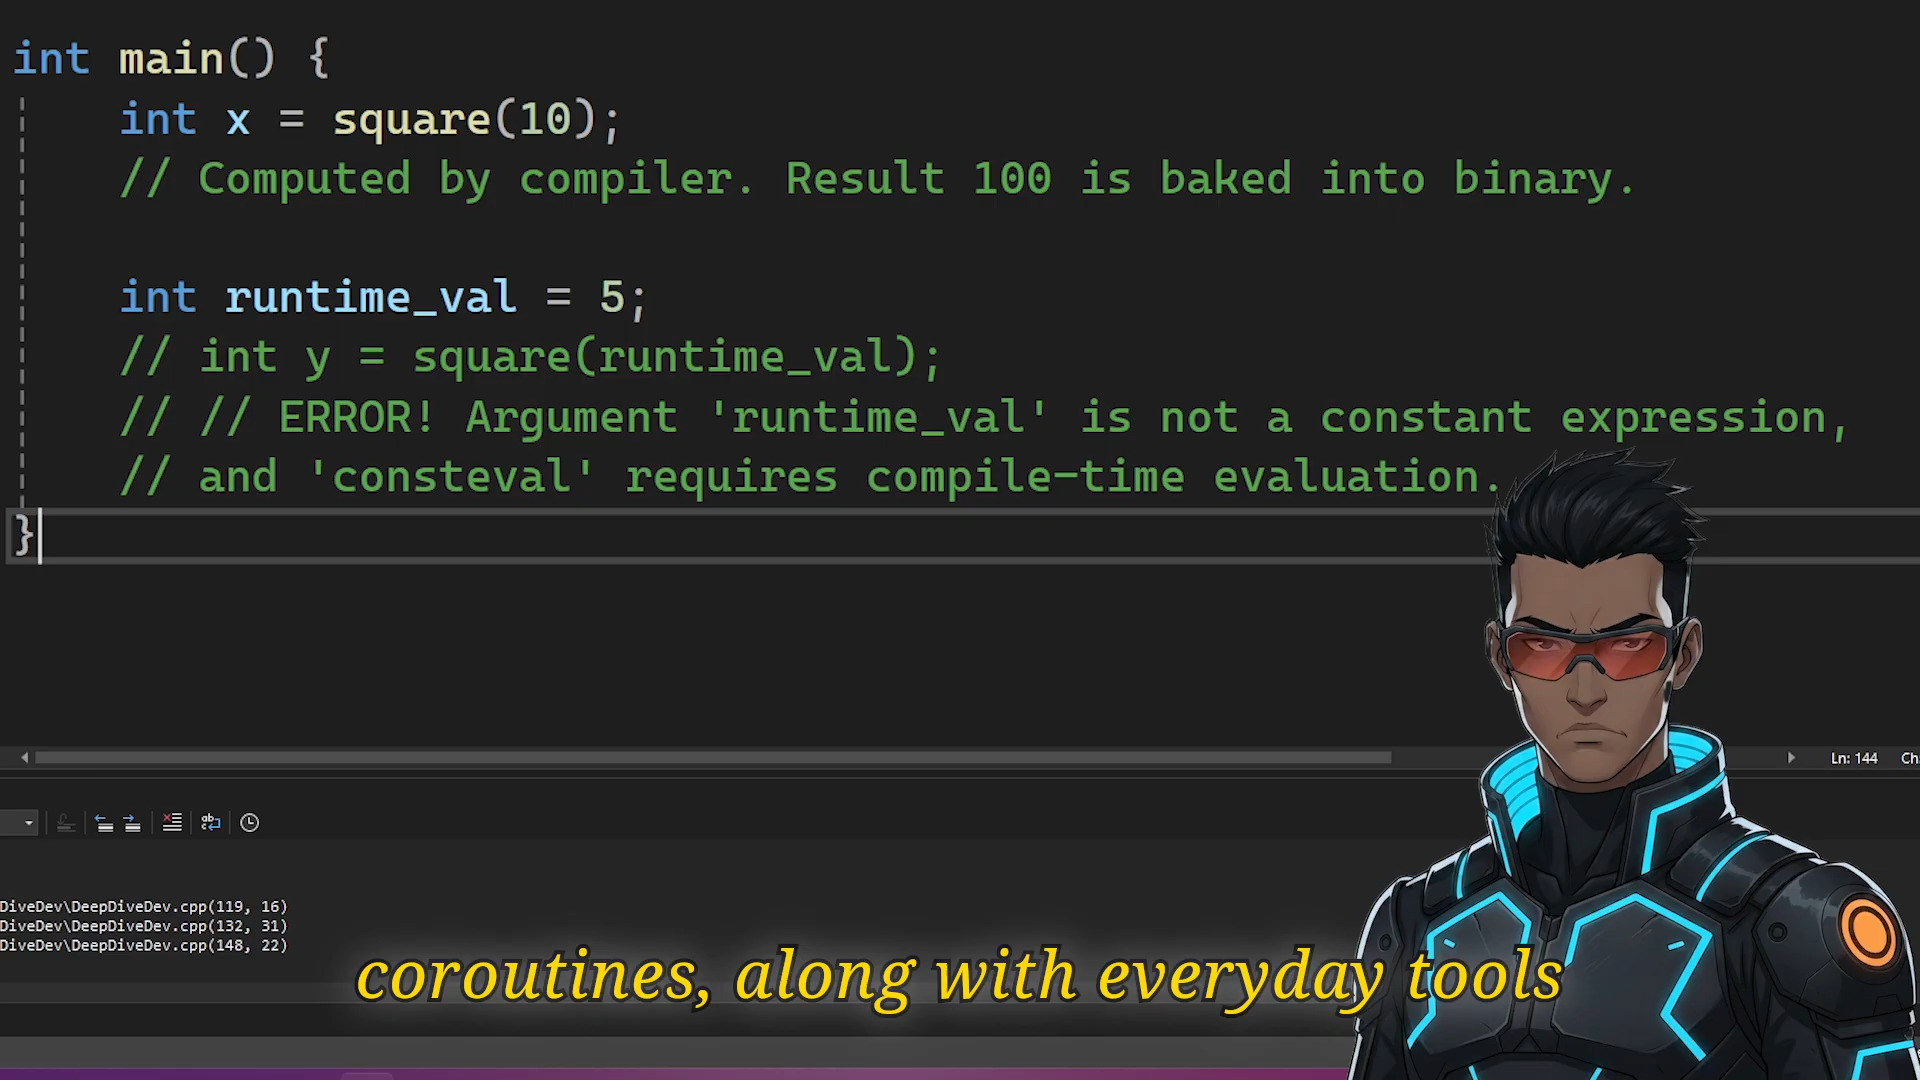 int main() {
int x = square(10);
// Computed by compiler. Result 100 is baked into binary.
int runtime_val = 5;
// int y = square(runtime_val);
// // ERROR! Argument 'runtime_val' is not a constant expression,
// and 'consteval' requires compile-time evaluation.
}
Ln: 144 Ch:
DiveDev\DeepDiveDev.cpp(119, 16)
DiveDev\DeepDiveDev.cpp(132, 31)
DiveDev\DeepDiveDev.cpp(148, 22)
coroutines, along with everyday tools